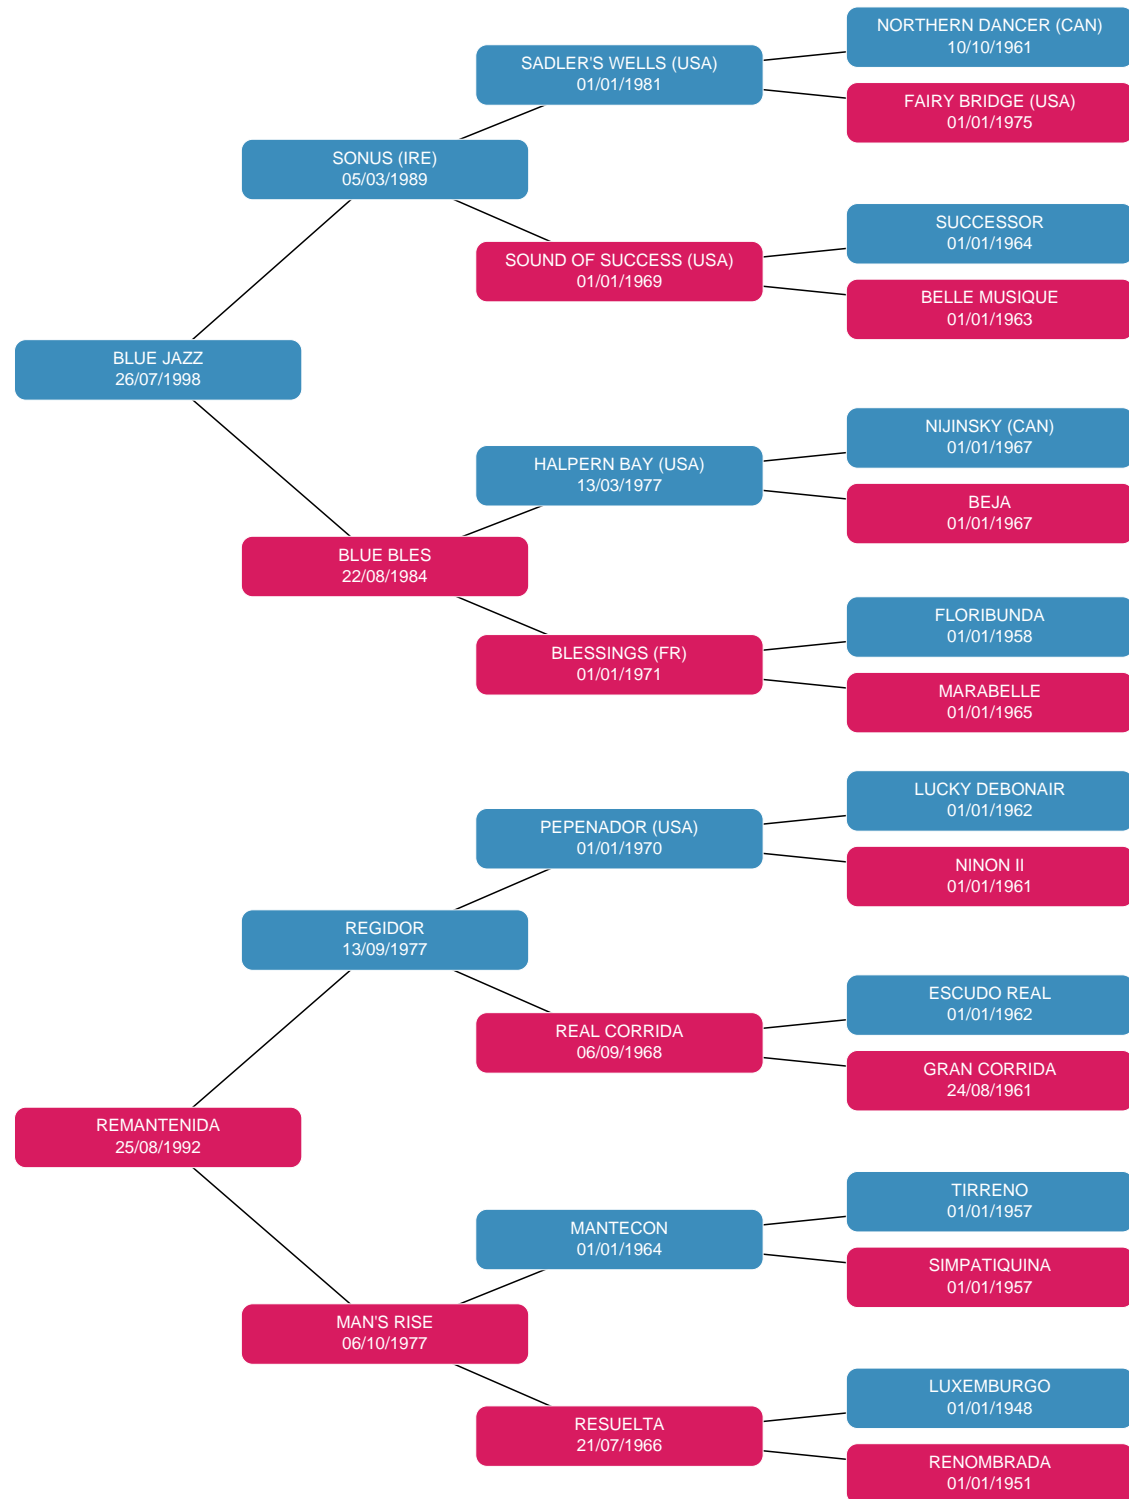 NORTHERN DANCER (CAN)
10/10/1961
SADLER'S WELLS (USA)
01/01/1981
FAIRY BRIDGE (USA)
01/01/1975
SONUS (IRE)
05/03/1989
SUCCESSOR
01/01/1964
SOUND OF SUCCESS (USA)
01/01/1969
BELLE MUSIQUE
01/01/1963
BLUE JAZZ
26/07/1998
NIJINSKY (CAN)
01/01/1967
HALPERN BAY (USA)
13/03/1977
BEJA
01/01/1967
BLUE BLES
22/08/1984
FLORIBUNDA
01/01/1958
BLESSINGS (FR)
01/01/1971
MARABELLE
01/01/1965
LUCKY DEBONAIR
01/01/1962
PEPENADOR (USA)
01/01/1970
NINON II
01/01/1961
REGIDOR
13/09/1977
ESCUDO REAL
01/01/1962
REAL CORRIDA
06/09/1968
GRAN CORRIDA
24/08/1961
REMANTENIDA
25/08/1992
TIRRENO
01/01/1957
MANTECON
01/01/1964
SIMPATIQUINA
01/01/1957
MAN'S RISE
06/10/1977
LUXEMBURGO
01/01/1948
RESUELTA
21/07/1966
RENOMBRADA
01/01/1951